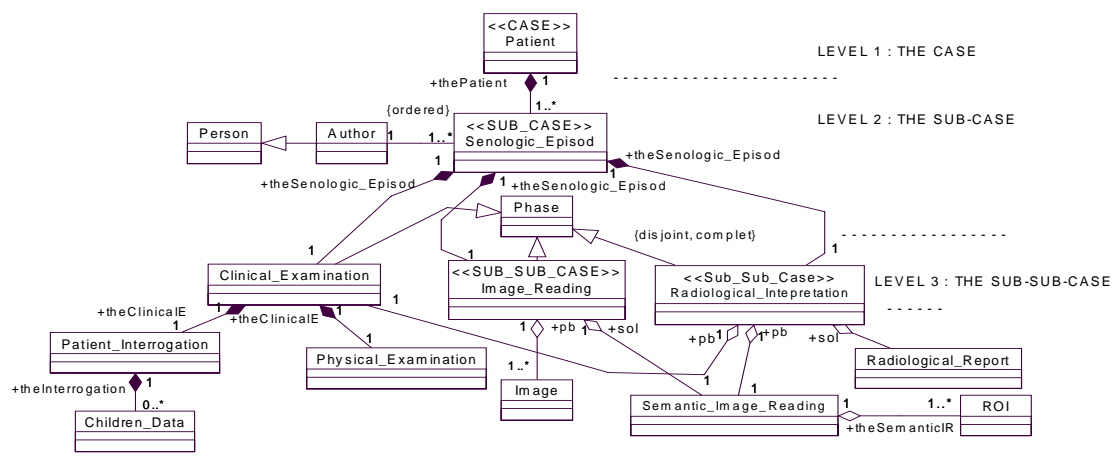 <<CASE>>
Patient
LEVEL 1 : THE CASE
+thePatient
1
{ordered}
1..*
LEVEL 2 : THE SUB-CASE
Person
Author
1
1..*
<<SUB_CASE>>
Senologic_Episod
+theSenologic_Episod
1
1
+theSenologic_Episod
1
+theSenologic_Episod
Phase
{disjoint, complet}
1
1
1
Clinical_Examination
<<SUB_SUB_CASE>>
Image_Reading
<<Sub_Sub_Case>>
Radiological_Intepretation
LEVEL 3 : THE SUB-SUB-CASE
+theClinicalE
1
+theClinicalE
1
1
1
1
+pb
1
+sol
+pb
1
1
+pb
+sol
1
Patient_Interrogation
Physical_Examination
Radiological_Report
+theInterrogation
1
0..*
1..*
Image
1
1
Semantic_Image_Reading
1
1..*
+theSemanticIR
ROI
Children_Data